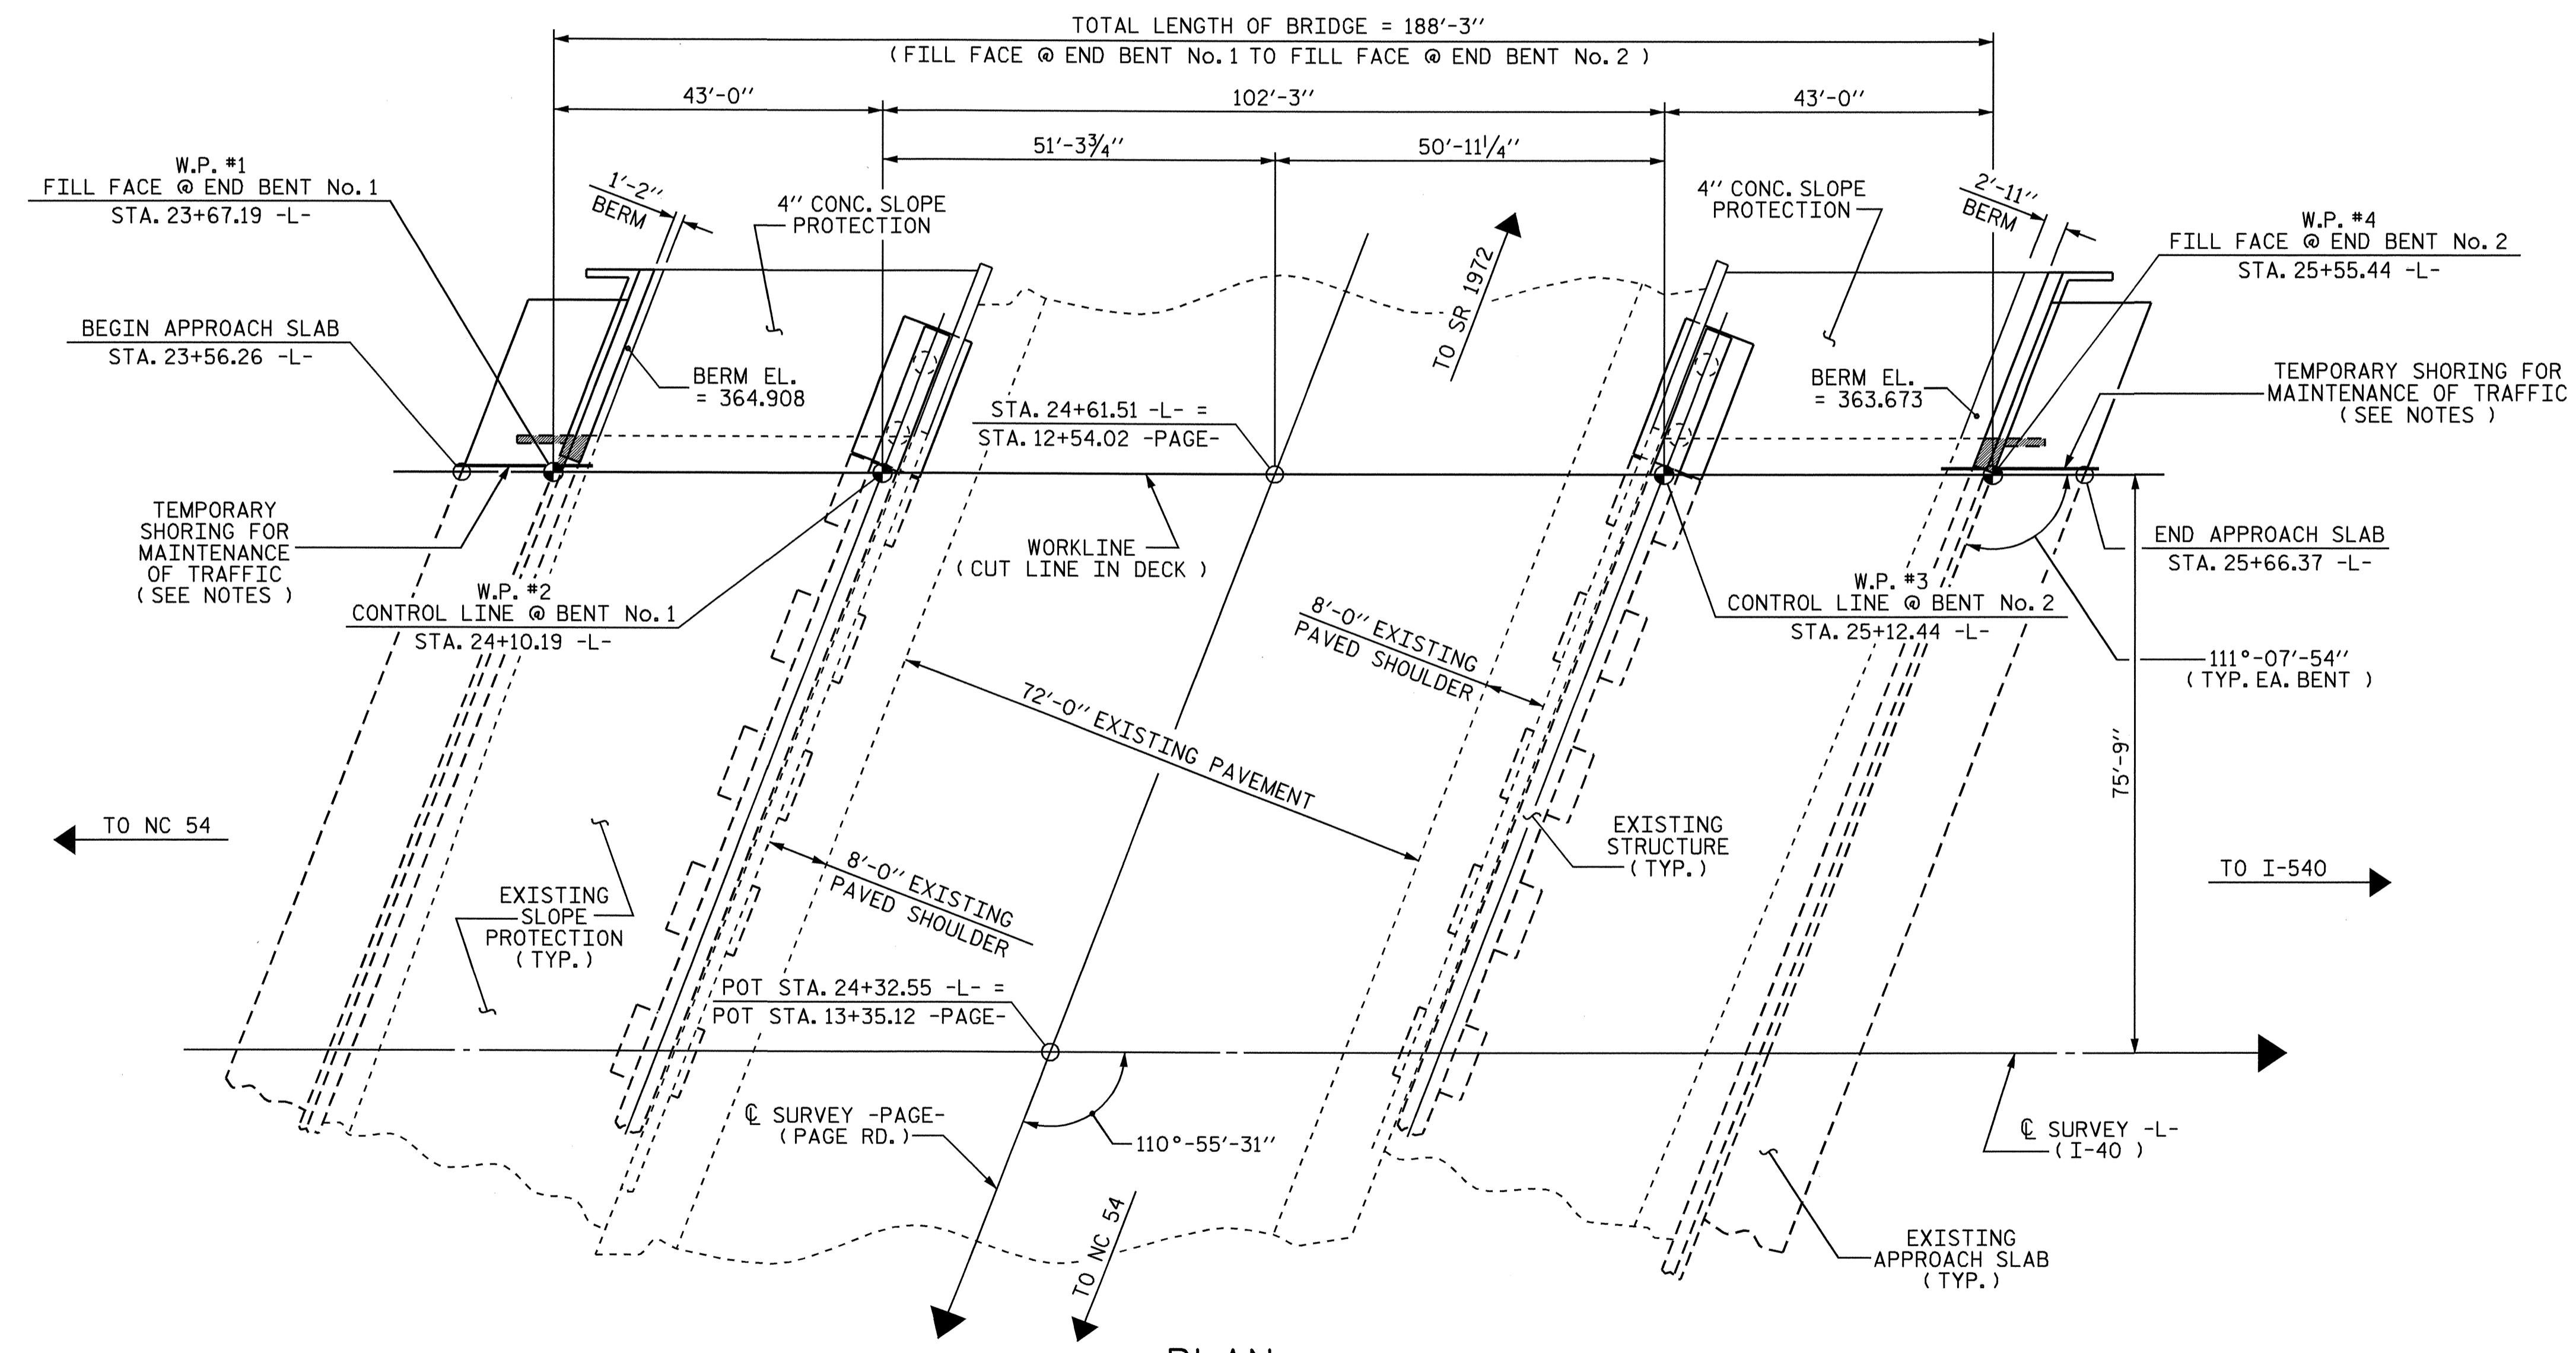 TOTAL LENGTH OF BRIDGE = 188'-3"
( FILL FACE @ END BENT No. 1 TO FILL FACE @ END BENT No. 2 )
43'-0"
102'-3"
43'-0"
51'-3 3/4"
50'-11 1/4"
W.P. #1
FILL FACE @ END BENT No. 1
STA. 23+67.19 -L-
1'-2"
BERM
4" CONC. SLOPE
PROTECTION
TO SR 1972
4" CONC. SLOPE
PROTECTION
2'-11"
BERM
W.P. #4
FILL FACE @ END BENT No. 2
STA. 25+55.44 -L-
BEGIN APPROACH SLAB
STA. 23+56.26 -L-
BERM EL.
= 364.908
STA. 24+61.51 -L- =
STA. 12+54.02 -PAGE-
BERM EL.
= 363.673
TEMPORARY SHORING FOR
MAINTENANCE OF TRAFFIC
( SEE NOTES )
TEMPORARY
SHORING FOR
MAINTENANCE
OF TRAFFIC
( SEE NOTES )
WORKLINE
( CUT LINE IN DECK )
END APPROACH SLAB
STA. 25+66.37 -L-
W.P. #2
CONTROL LINE @ BENT No. 1
STA. 24+10.19 -L-
W.P. #3
CONTROL LINE @ BENT No. 2
STA. 25+12.44 -L-
8'-0" EXISTING
PAVED SHOULDER
111°-07'-54"
( TYP. EA. BENT )
72'-0" EXISTING PAVEMENT
75'-9"
TO NC 54
EXISTING
STRUCTURE
( TYP. )
TO I-540
8'-0" EXISTING
PAVED SHOULDER
EXISTING
SLOPE
PROTECTION
( TYP. )
POT STA. 24+32.55 -L- =
POT STA. 13+35.12 -PAGE-
℄ SURVEY -PAGE-
( PAGE RD. )
110°-55'-31"
℄ SURVEY -L-
( I-40 )
TO NC 54
EXISTING
APPROACH SLAB
( TYP. )
PLAN